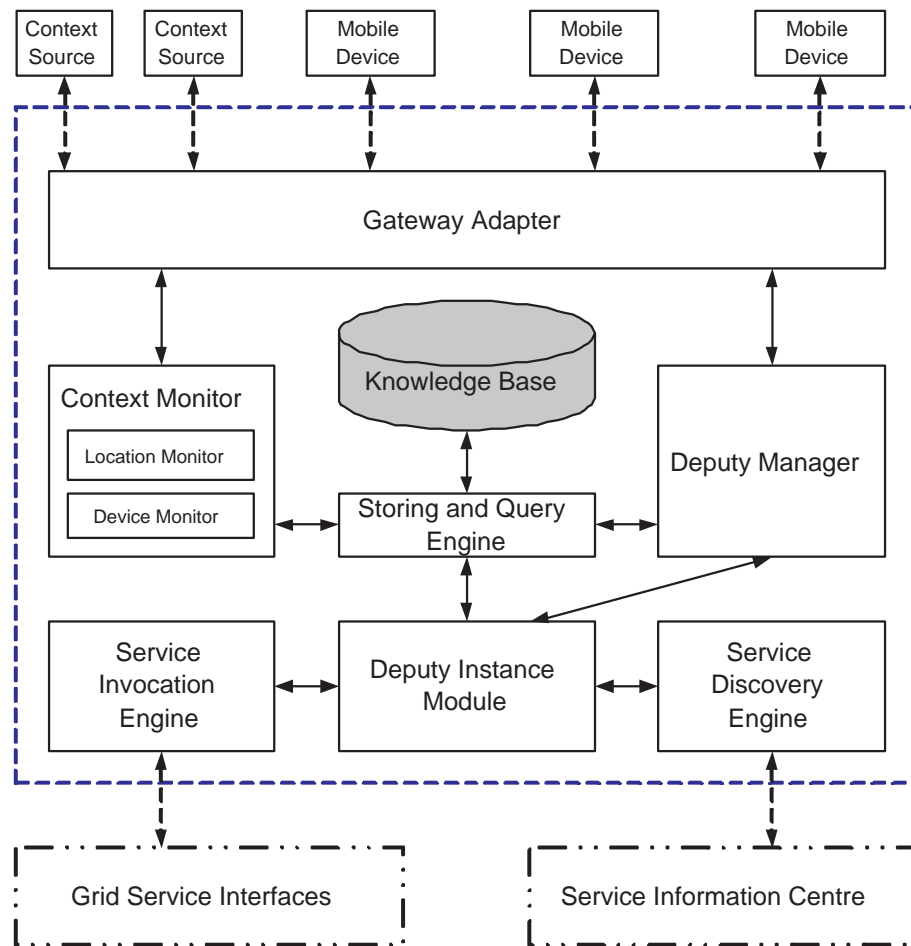 Context
Source
Context
Source
Mobile
Device
Mobile
Device
Mobile
Device
Gateway Adapter
Knowledge Base
Context Monitor
Location Monitor
Device Monitor
Storing and Query
Engine
Deputy Manager
Service
Invocation
Engine
Deputy Instance
Module
Service
Discovery
Engine
Grid Service Interfaces
Service Information Centre